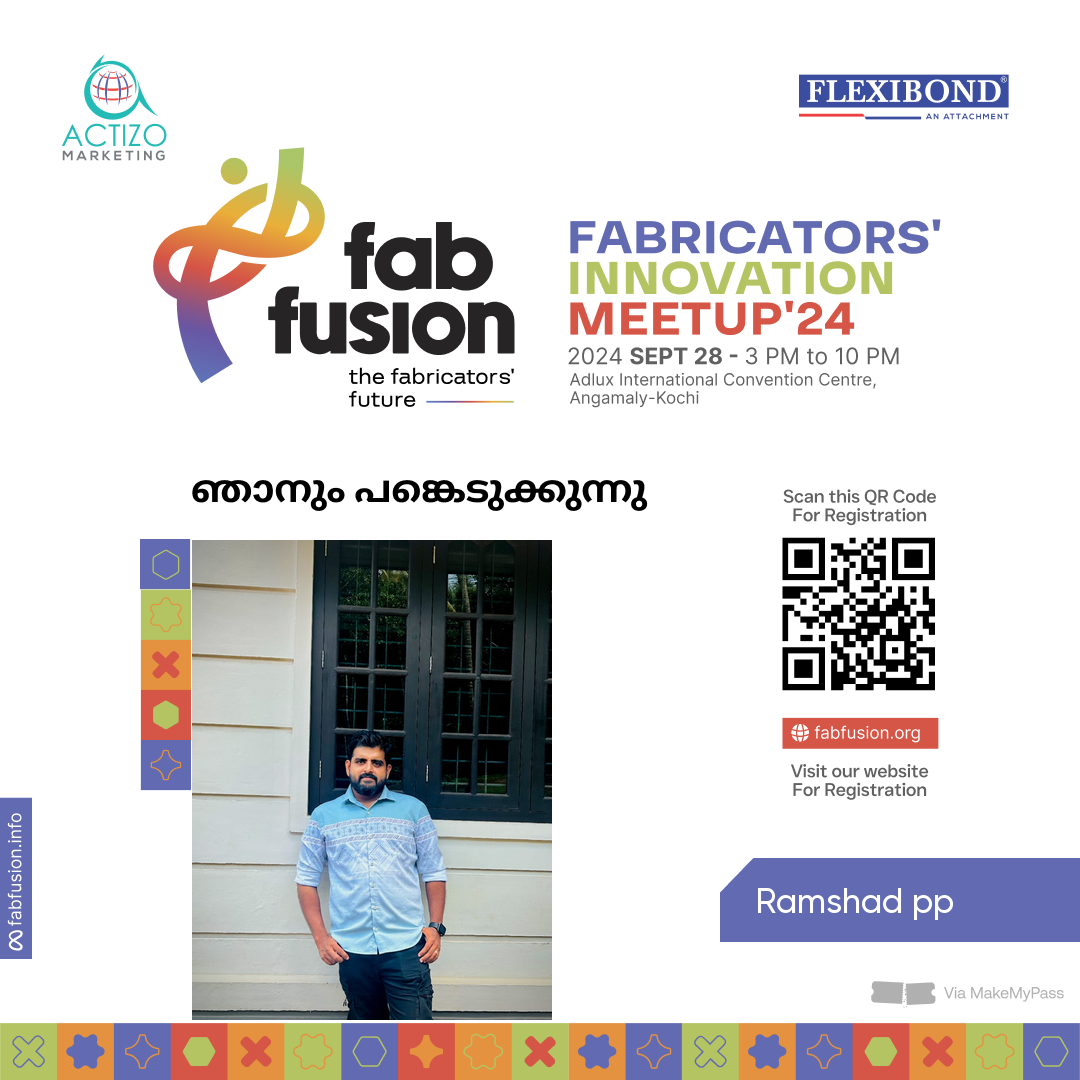 ACTIZO
MARKETING
FLEXIBOND®
AN ATTACHMENT
fab
fusion
the fabricators'
future
FABRICATORS'
INNOVATION
MEETUP'24
2024 SEPT 28 - 3 PM to 10 PM
Adlux International Convention Centre,
Angamaly-Kochi
ഞാനും പങ്കെടുക്കുന്നു
Scan this QR Code
For Registration
fabfusion.org
Visit our website
For Registration
fabfusion.info
Ramshad pp
Via MakeMyPass